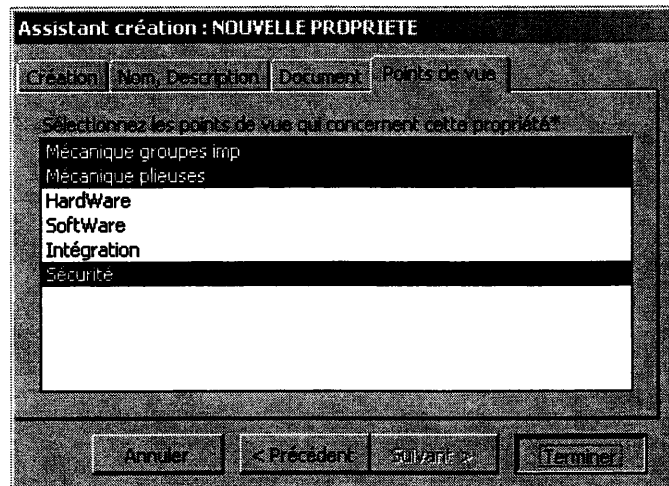 Assistant création : NOUVELLE PROPRIETE
Création Nom, Description Document Points de vue
Sélectionnez les points de vue qui concernent cette propriété*
Mécanique groupes imp
Mécanique plieuses
HardWare
SoftWare
Intégration
Sécurité
Annuler < Précédent Suivant > Terminer